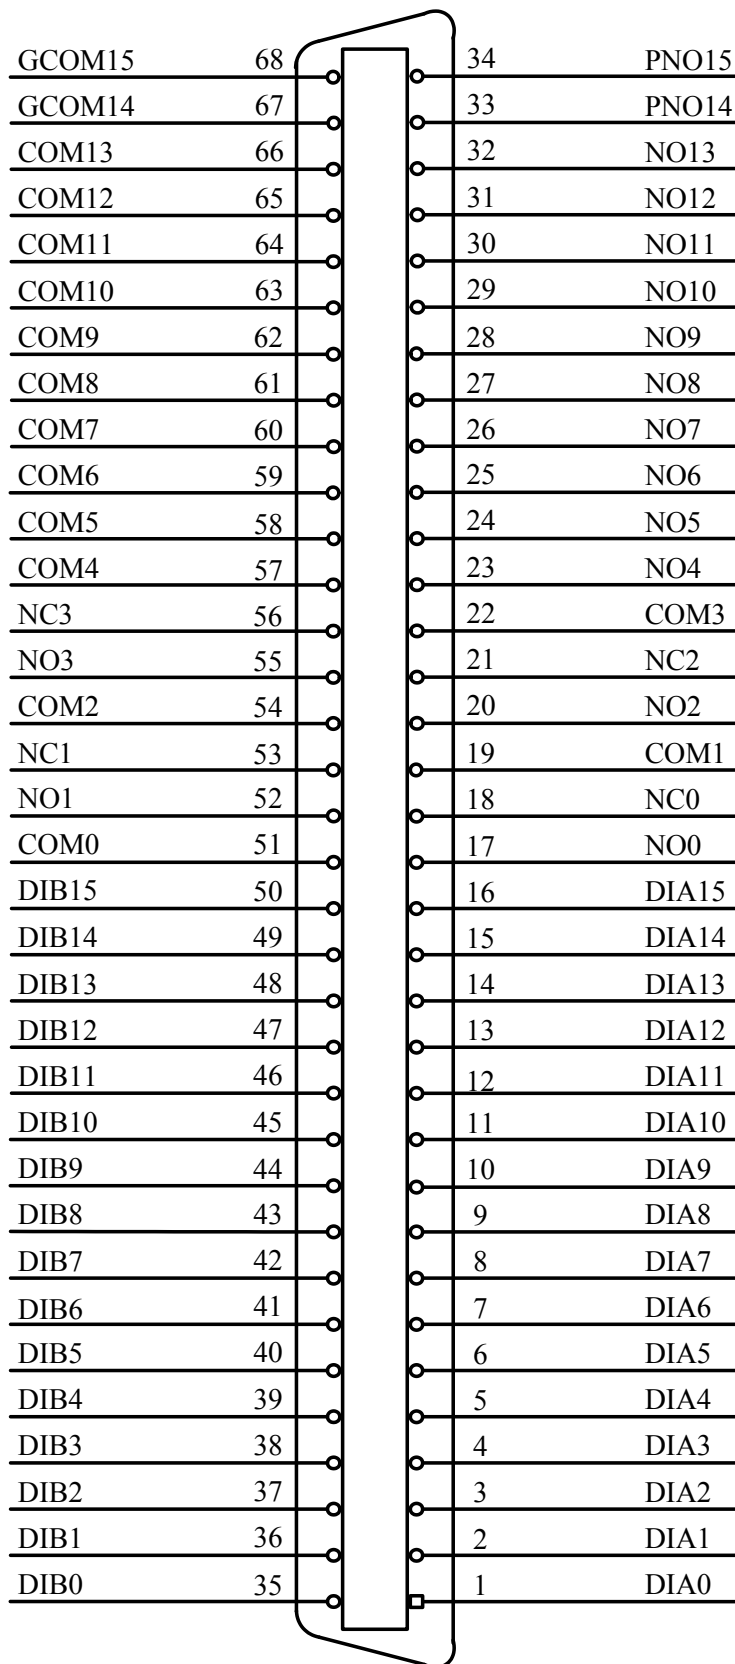 GCOM15 68 34 PNO15
GCOM14 67 33 PNO14
COM13 66 32 NO13
COM12 65 31 NO12
COM11 64 30 NO11
COM10 63 29 NO10
COM9 62 28 NO9
COM8 61 27 NO8
COM7 60 26 NO7
COM6 59 25 NO6
COM5 58 24 NO5
COM4 57 23 NO4
NC3 56 22 COM3
NO3 55 21 NC2
COM2 54 20 NO2
NC1 53 19 COM1
NO1 52 18 NC0
COM0 51 17 NO0
DIB15 50 16 DIA15
DIB14 49 15 DIA14
DIB13 48 14 DIA13
DIB12 47 13 DIA12
DIB11 46 12 DIA11
DIB10 45 11 DIA10
DIB9 44 10 DIA9
DIB8 43 9 DIA8
DIB7 42 8 DIA7
DIB6 41 7 DIA6
DIB5 40 6 DIA5
DIB4 39 5 DIA4
DIB3 38 4 DIA3
DIB2 37 3 DIA2
DIB1 36 2 DIA1
DIB0 35 1 DIA0